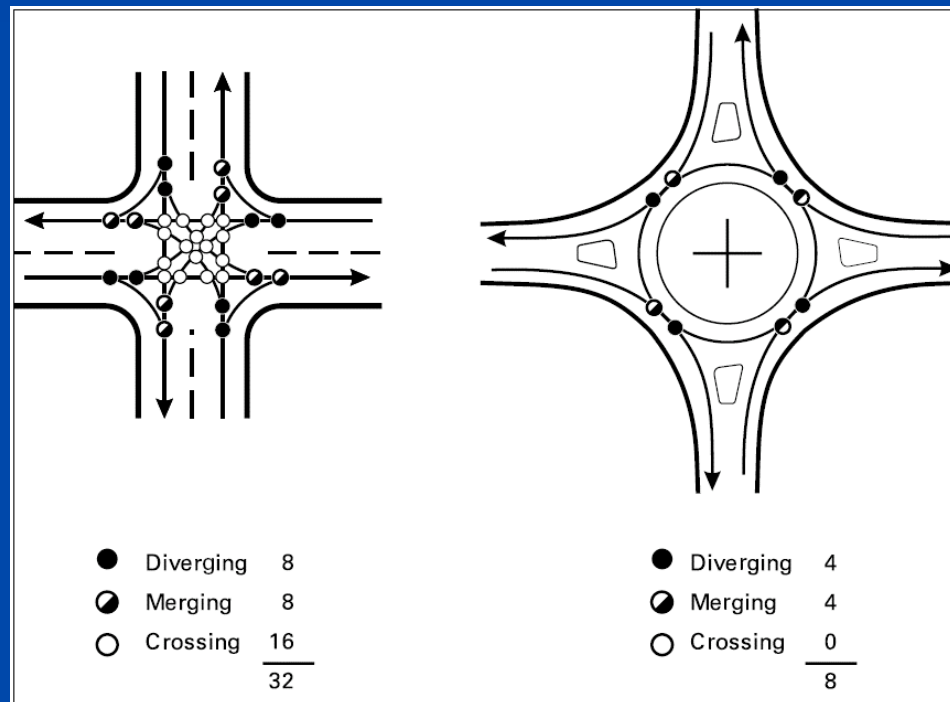 Diverging 8
Merging 8
Crossing 16
32
Diverging 4
Merging 4
Crossing 0
8